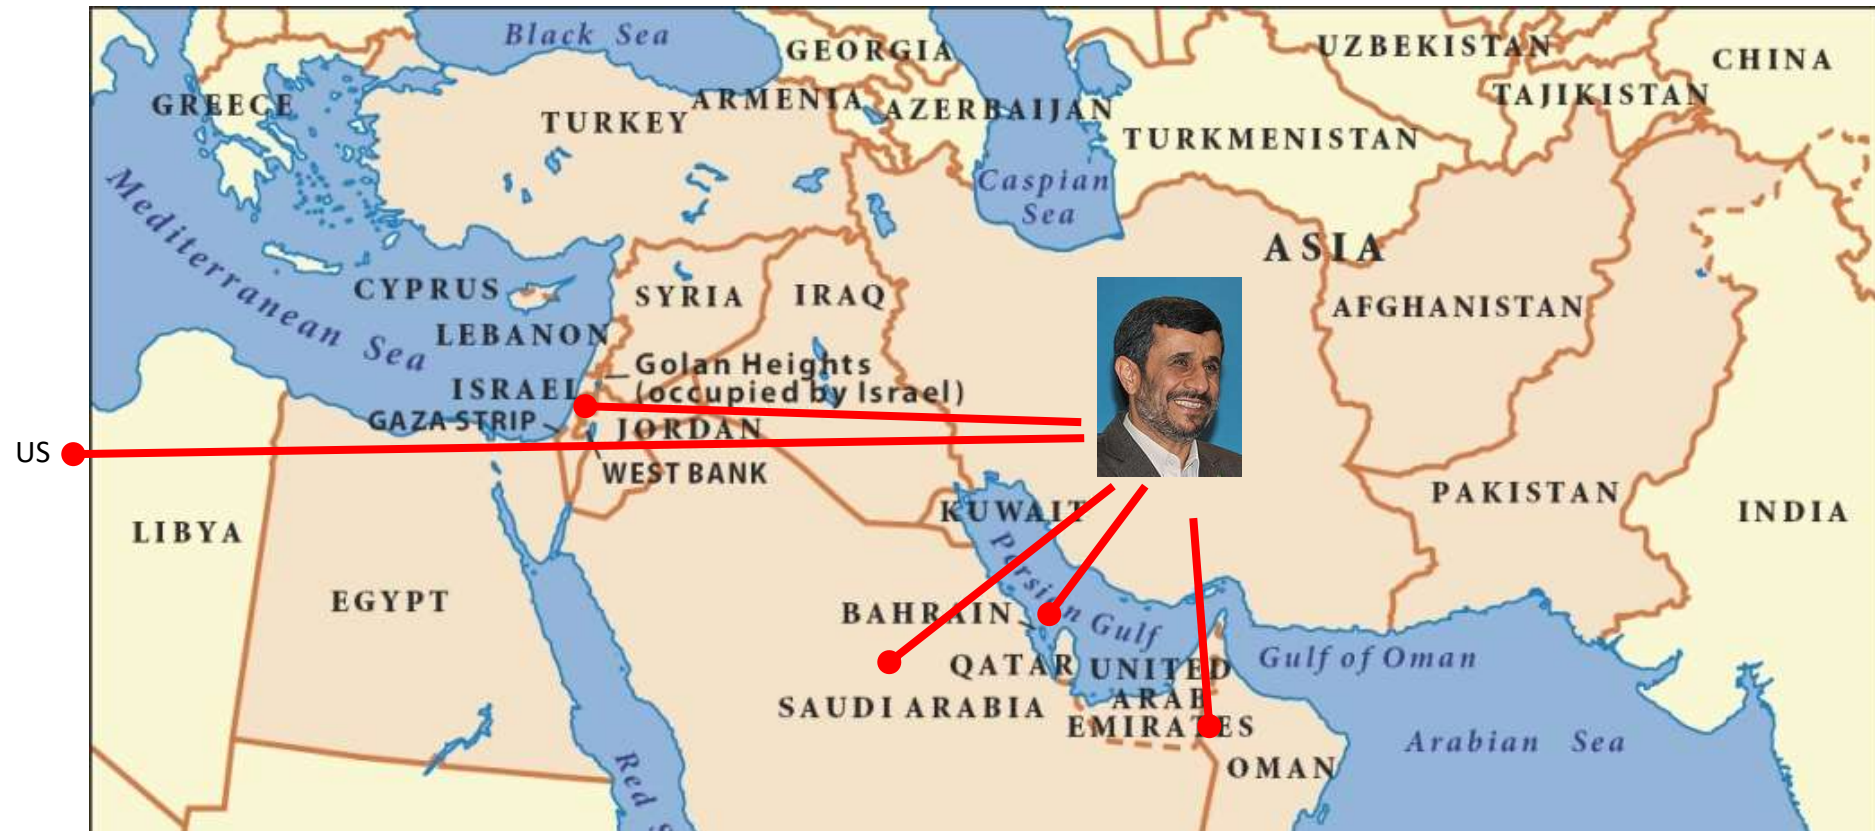 Black Sea
GEORGIA
UZBEKISTAN
CHINA
GREECE
TURKEY
ARMENIA
AZERBAIJAN
TAJIKISTAN
TURKMENISTAN
Mediterranean Sea
Caspian
Sea
ASIA
CYPRUS
SYRIA
IRAQ
AFGHANISTAN
LEBANON
Golan Heights
(occupied by Israel)
ISRAEL
GAZA STRIP
JORDAN
US
WEST BANK
KUWAIT
PAKISTAN
INDIA
LIBYA
Persian Gulf
EGYPT
BAHRAIN
QATAR
UNITED
ARAB
EMIRATES
Gulf of Oman
SAUDI ARABIA
Arabian Sea
OMAN
Red